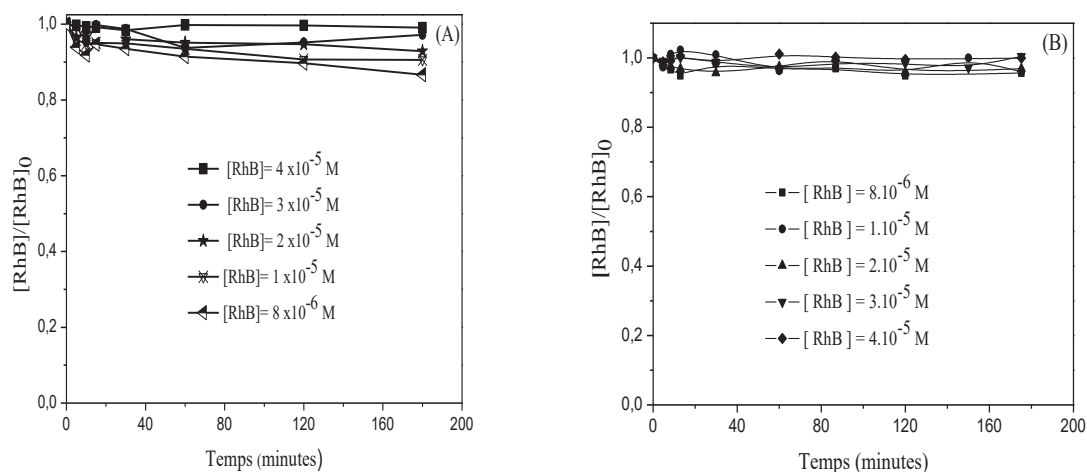 (A)
[RhB]/[RhB]0
1,0
0,8
0,6
0,4
0,2
0,0
[RhB]= 4 x10-5 M
[RhB]= 3 x10-5 M
[RhB]= 2 x10-5 M
[RhB]= 1 x10-5 M
[RhB]= 8 x10-6 M
0 40 80 120 160 200
Temps (minutes)
(B)
[RhB]/[RhB]0
1,0
0,8
0,6
0,4
0,2
0,0
[ RhB ] = 8.10-6 M
[ RhB ] = 1.10-5 M
[ RhB ] = 2.10-5 M
[ RhB ] = 3.10-5 M
[ RhB ] = 4.10-5 M
0 40 80 120 160 200
Temps (minutes)